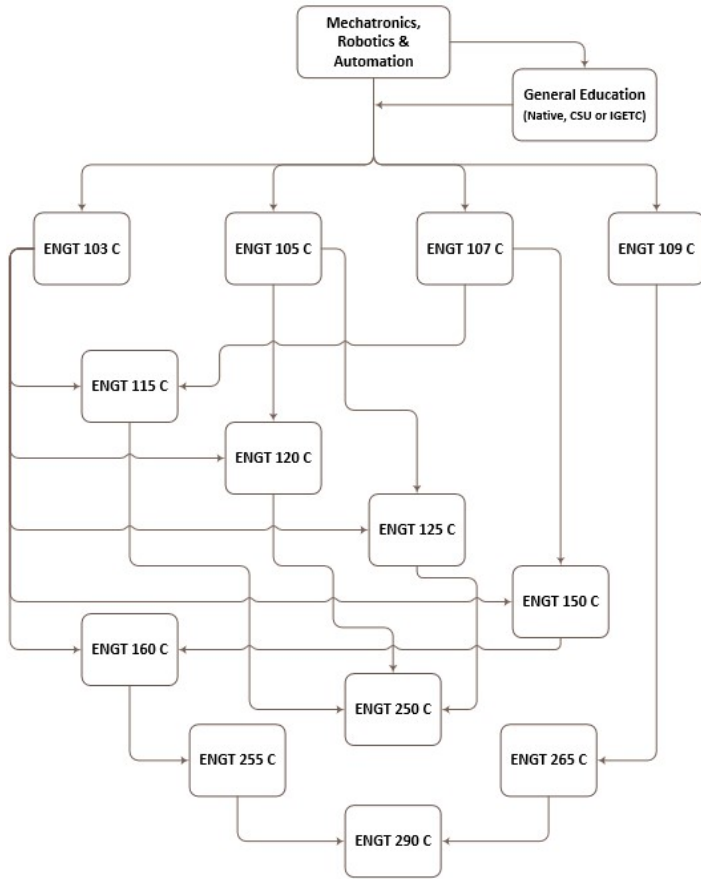 Mechatronics,
Robotics &
Automation
General Education
(Native, CSU or IGETC)
ENGT 103 C
ENGT 105 C
ENGT 107 C
ENGT 109 C
ENGT 115 C
ENGT 120 C
ENGT 125 C
ENGT 150 C
ENGT 160 C
ENGT 250 C
ENGT 255 C
ENGT 265 C
ENGT 290 C